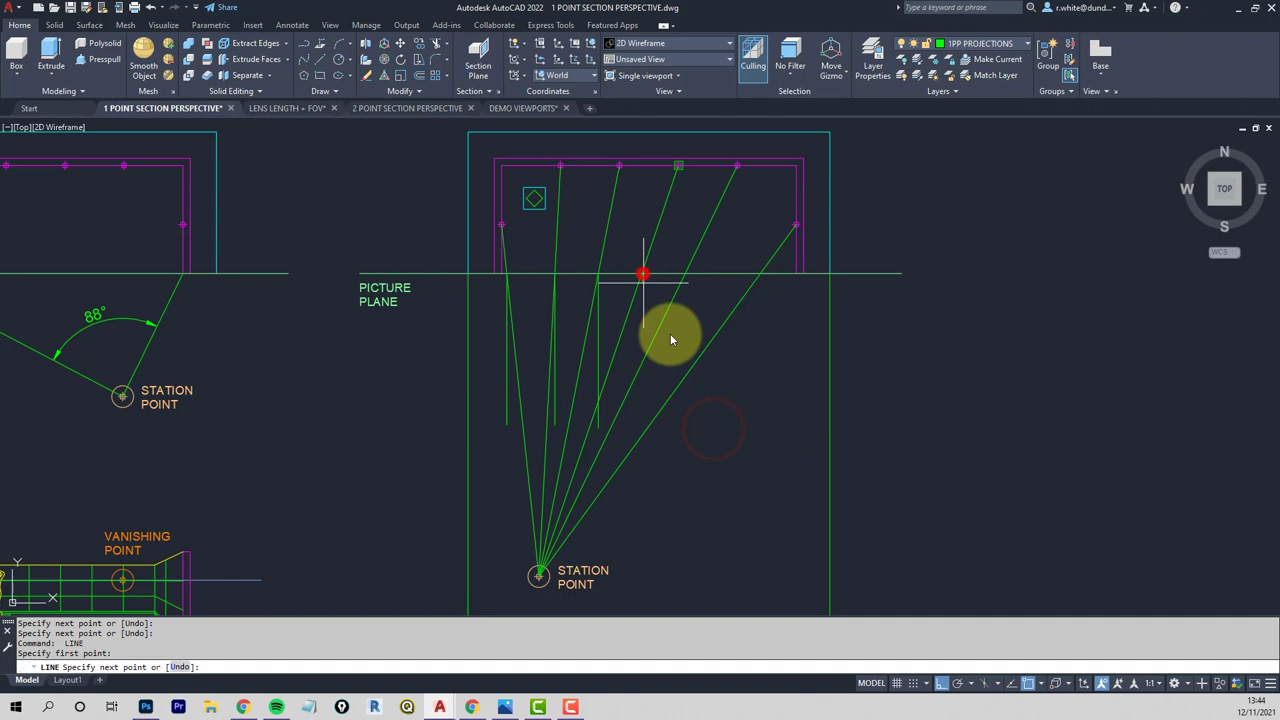 Share
Autodesk AutoCAD 2022
1 POINT SECTION PERSPECTIVE.dwg
Type a keyword or phrase
r.white@dund...
Home
Solid
Surface
Parametric
Insert
Annotate
View
Manage
Output
Add-ins
Collaborate
Express Tools
Featured Apps
Box
Extrude
Polysolid
Presspull
Smooth
Object
Extract Edges
Extrude Faces
Separate
Section
Plane
World
2D Wireframe
Unsaved View
Single viewport
Culling
No Filter
Move
Gizmo
Layer
Properties
1PP PROJECTIONS
Make Current
Match Layer
Group
Base
Modeling
Mesh
Solid Editing
Draw
Modify
Section
Coordinates
View
Selection
Layers
Groups
View
Start
1 POINT SECTION PERSPECTIVE*
LENS LENGTH + FOV*
2 POINT SECTION PERSPECTIVE
DEMO VIEWPORTS*
[−][Top][2D Wireframe]
N
W
TOP
E
S
WCS
PICTURE
PLANE
88°
STATION
POINT
VANISHING
POINT
STATION
POINT
Y
X
Specify next point or [Undo]:
Specify next point or [Undo]:
Command: LINE
Specify first point:
LINE Specify next point or [Undo]:
Model
Layout1
MODEL
1:1
13:44
12/11/2021